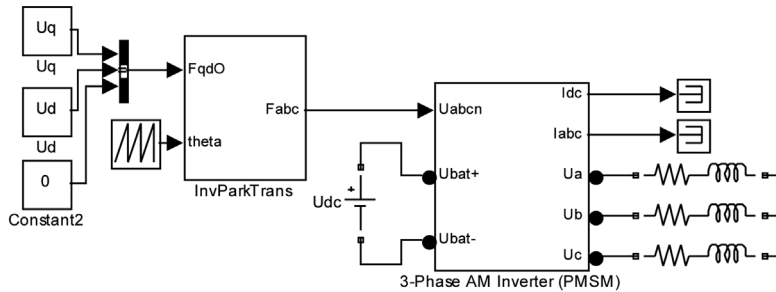 Uq
Uq
Ud
Ud
0
Constant2
FqdO
theta
Fabc
InvParkTrans
Udc
+
Uabcn
Ubat+
Ubat-
Idc
Iabc
Ua
Ub
Uc
3-Phase AM Inverter (PMSM)